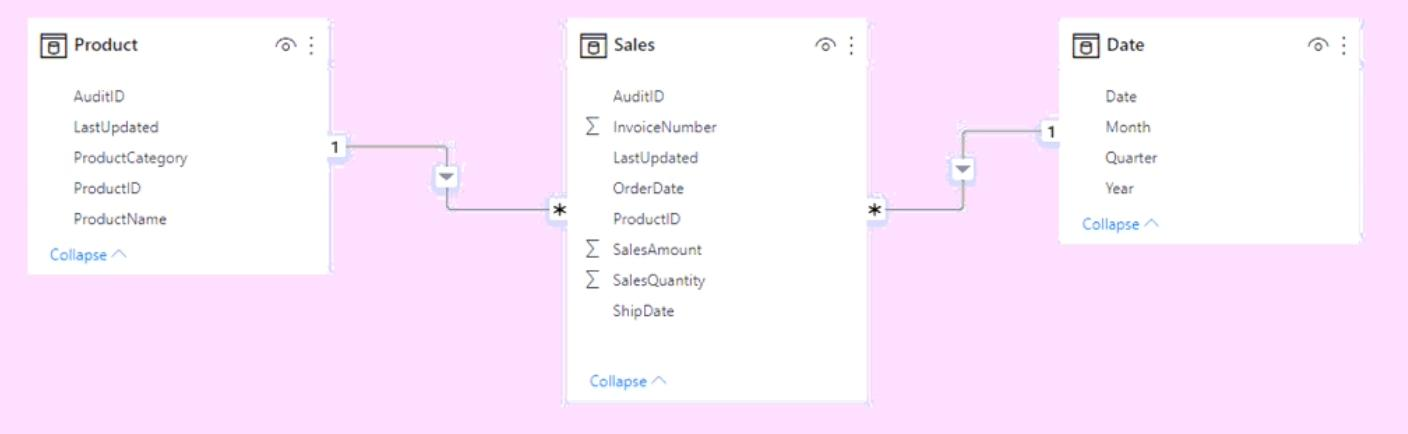 Product
AuditID
LastUpdated
ProductCategory
ProductID
ProductName
Collapse
1
*
Sales
AuditID
∑ InvoiceNumber
LastUpdated
OrderDate
ProductID
∑ SalesAmount
∑ SalesQuantity
ShipDate
Collapse
*
1
Date
Date
Month
Quarter
Year
Collapse